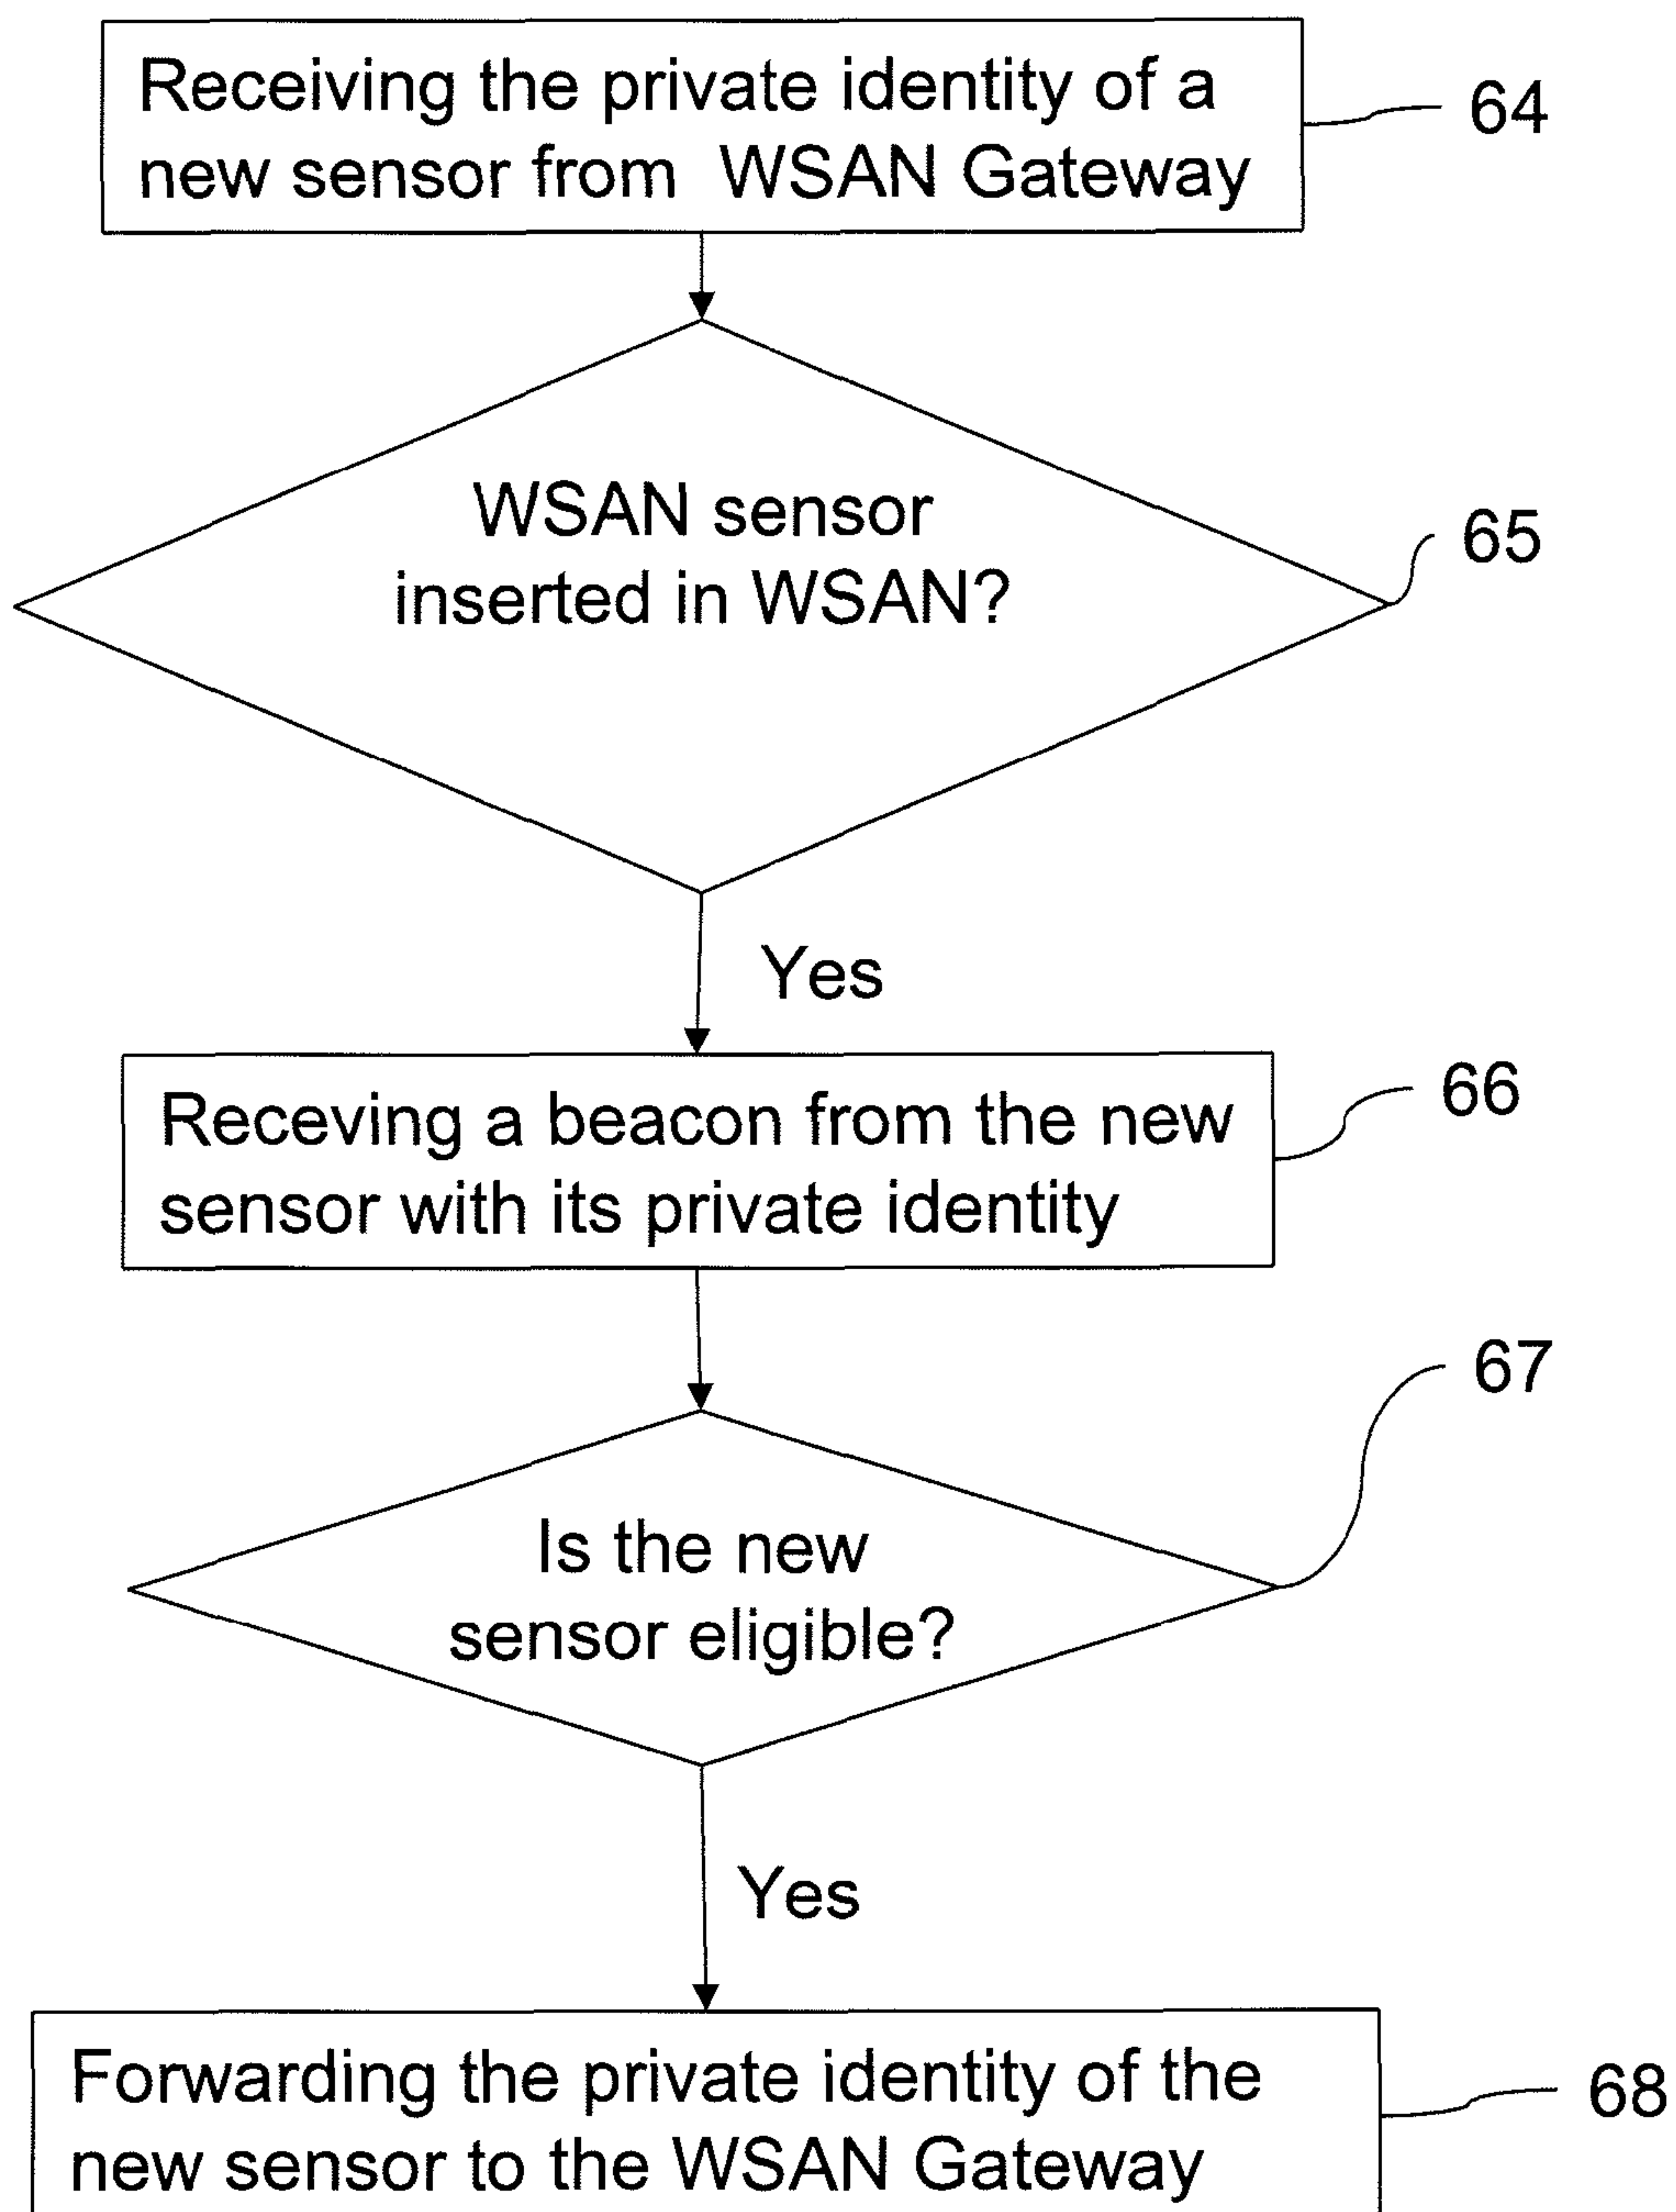 Receiving the private identity of a
new sensor from WSAN Gateway
64
WSAN sensor
inserted in WSAN?
65
Yes
Receving a beacon from the new
sensor with its private identity
66
67
Is the new
sensor eligible?
Yes
Forwarding the private identity of the
new sensor to the WSAN Gateway
68